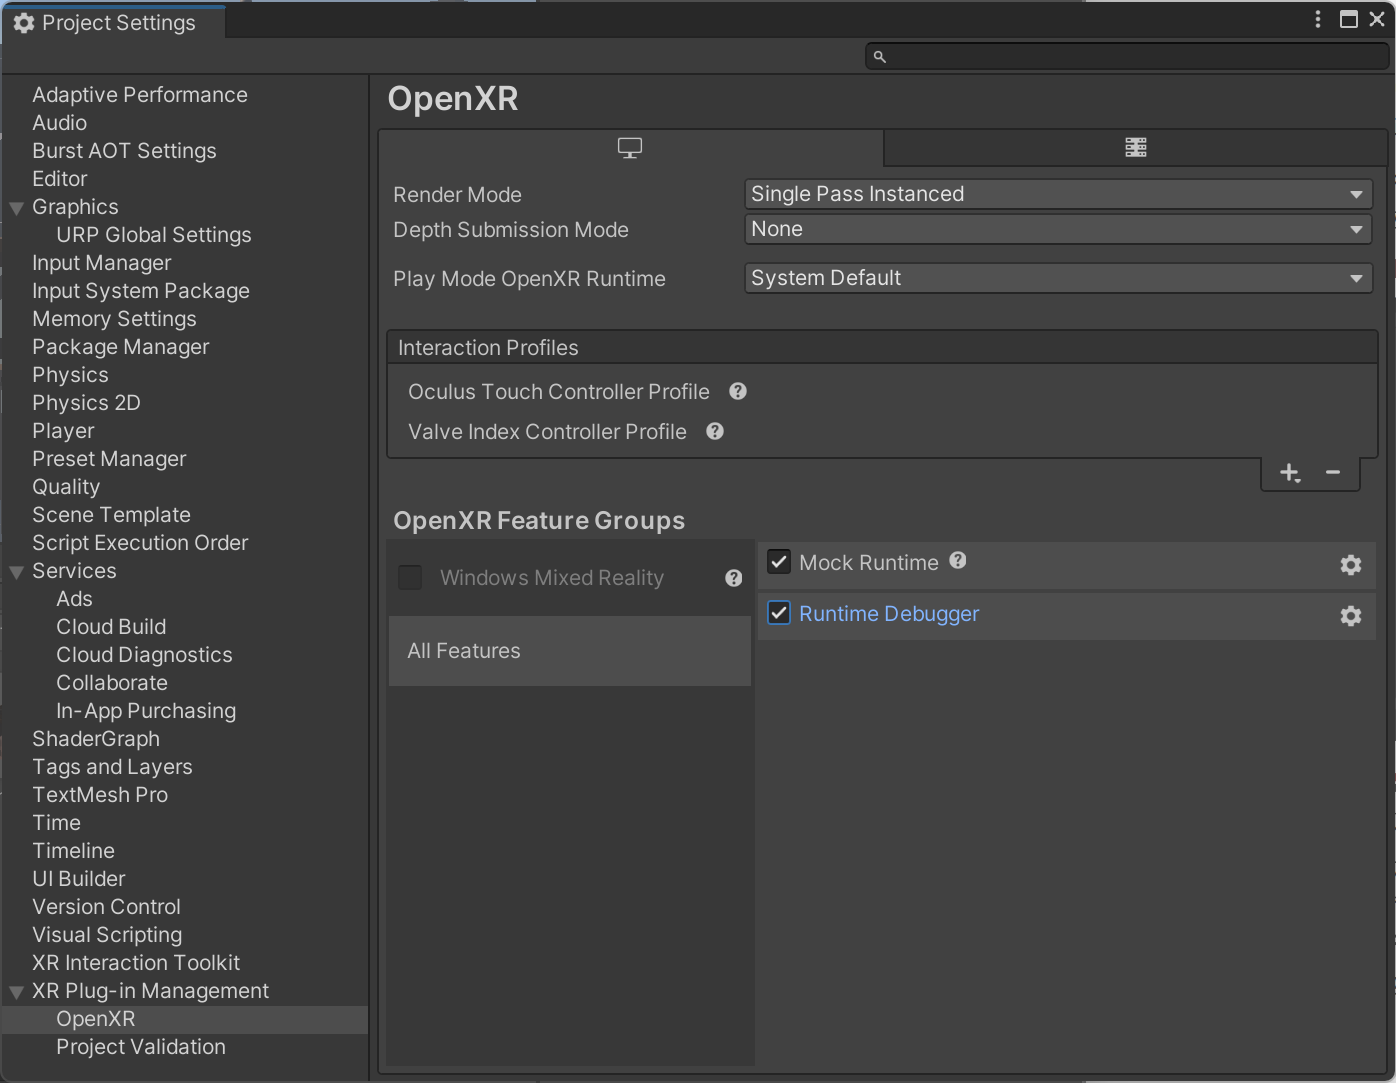 Project Settings
Adaptive Performance
Audio
Burst AOT Settings
Editor
Graphics
URP Global Settings
Input Manager
Input System Package
Memory Settings
Package Manager
Physics
Physics 2D
Player
Preset Manager
Quality
Scene Template
Script Execution Order
Services
Ads
Cloud Build
Cloud Diagnostics
Collaborate
In-App Purchasing
ShaderGraph
Tags and Layers
TextMesh Pro
Time
Timeline
UI Builder
Version Control
Visual Scripting
XR Interaction Toolkit
XR Plug-in Management
OpenXR
Project Validation
OpenXR
Render Mode Single Pass Instanced
Depth Submission Mode None
Play Mode OpenXR Runtime System Default
Interaction Profiles
Oculus Touch Controller Profile
Valve Index Controller Profile
OpenXR Feature Groups
Windows Mixed Reality
All Features
Mock Runtime
Runtime Debugger